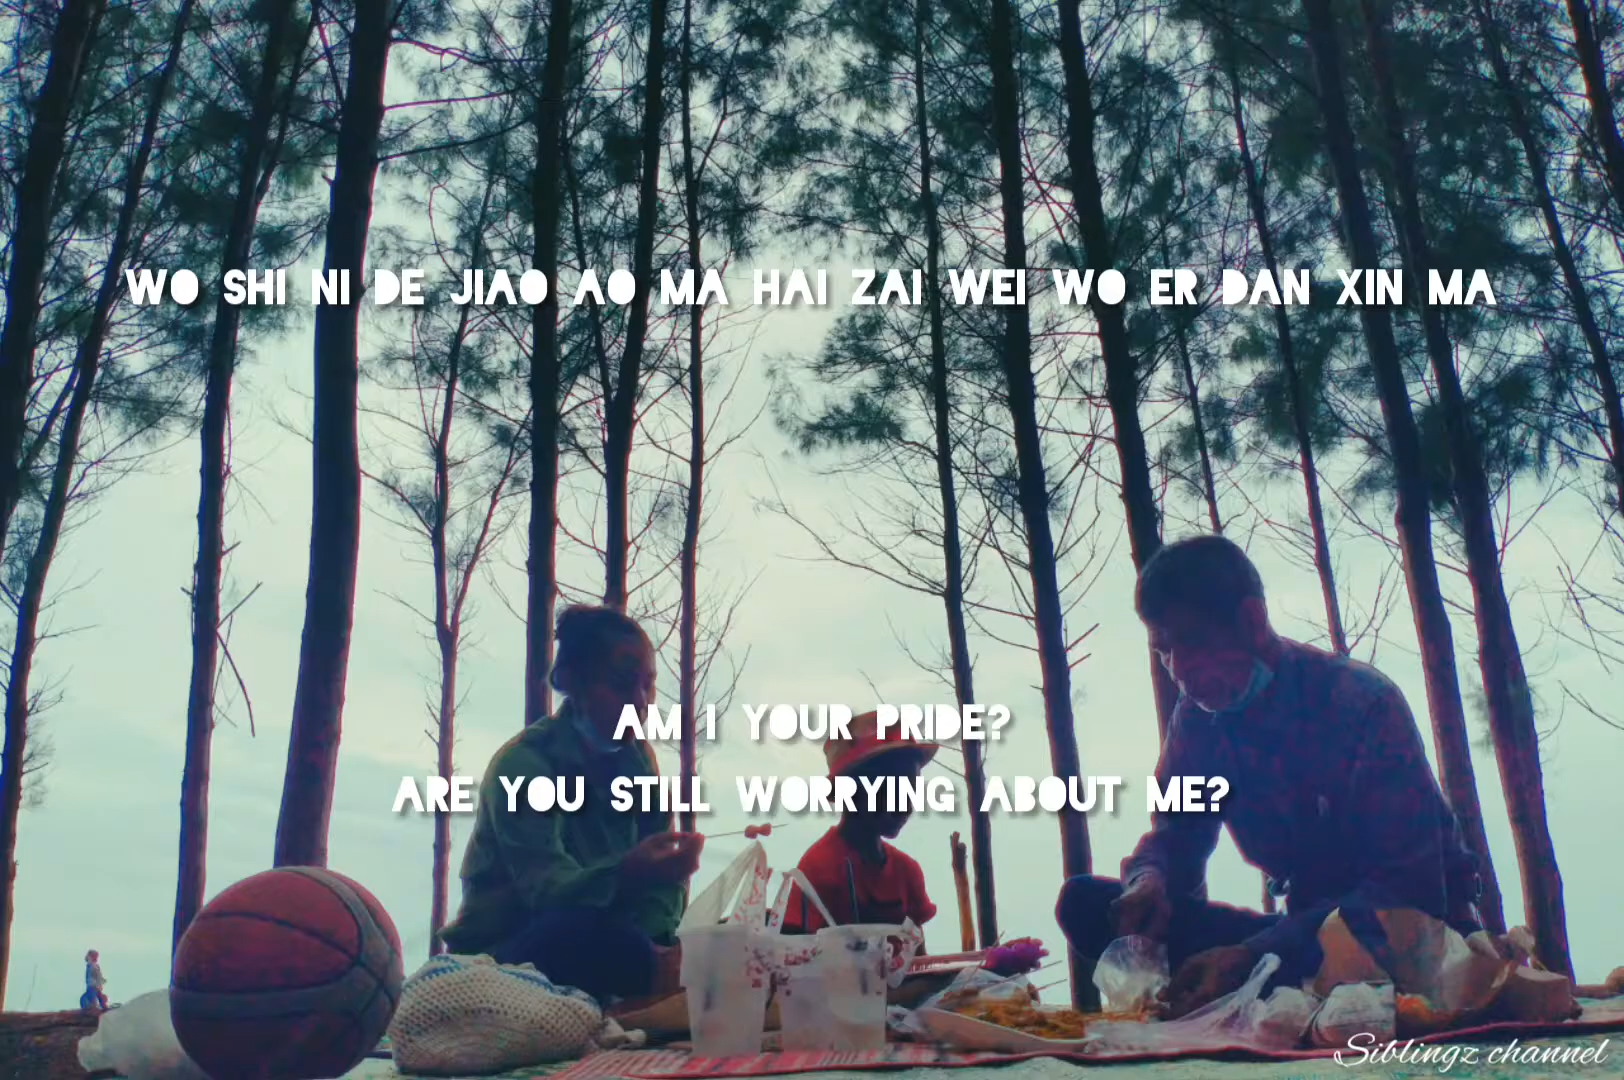 WO SHI NI DE JIAO AO MA HAI ZAI WEI WO ER DAN XIN MA
AM I YOUR PRIDE?
ARE YOU STILL WORRYING ABOUT ME?
Siblingz channel